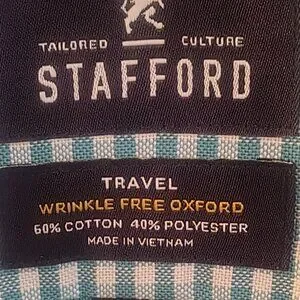 TAILORED CULTURE
STAFFORD
TRAVEL
WRINKLE FREE OXFORD
60% COTTON 40% POLYESTER
MADE IN VIETNAM